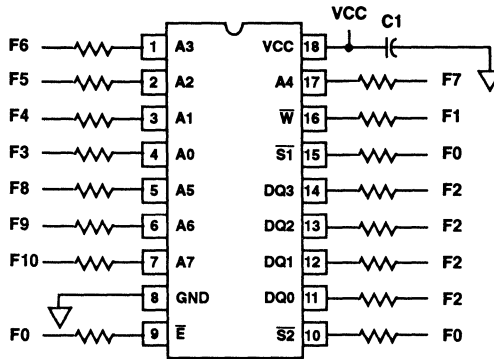 VCC C1
F6 1 A3 VCC 18
F5 2 A2 A4 17 F7
F4 3 A1 W̅ 16 F1
F3 4 A0 S̅1̅ 15 F0
F8 5 A5 DQ3 14 F2
F9 6 A6 DQ2 13 F2
F10 7 A7 DQ1 12 F2
8 GND DQ0 11 F2
F0 9 E̅ S̅2̅ 10 F0